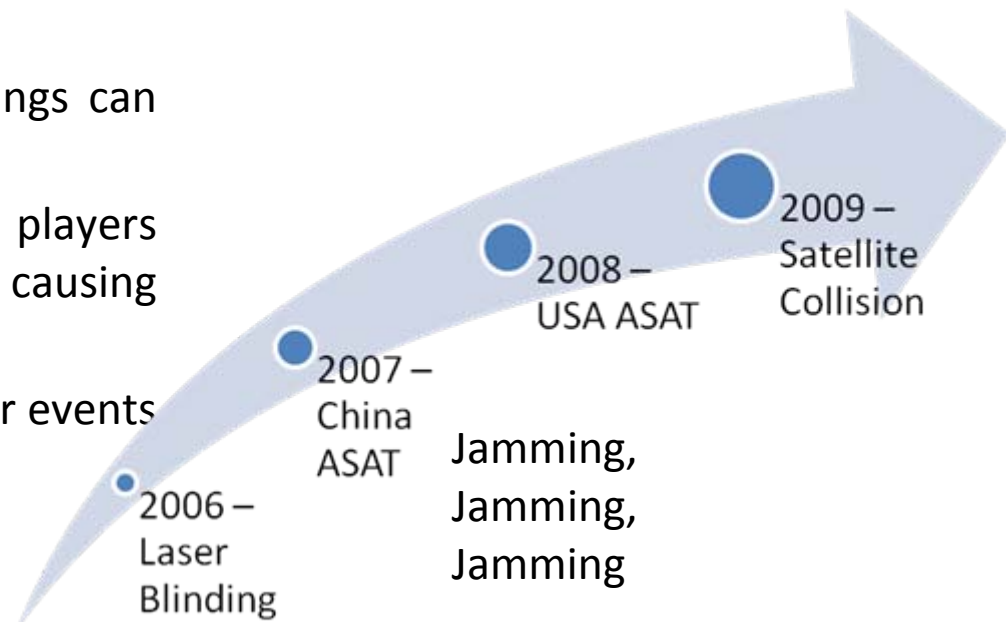 ngs can
players
causing
r events
2006 –
Laser
Blinding
2007 –
China
ASAT
2008 –
USA ASAT
2009 –
Satellite
Collision
Jamming,
Jamming,
Jamming